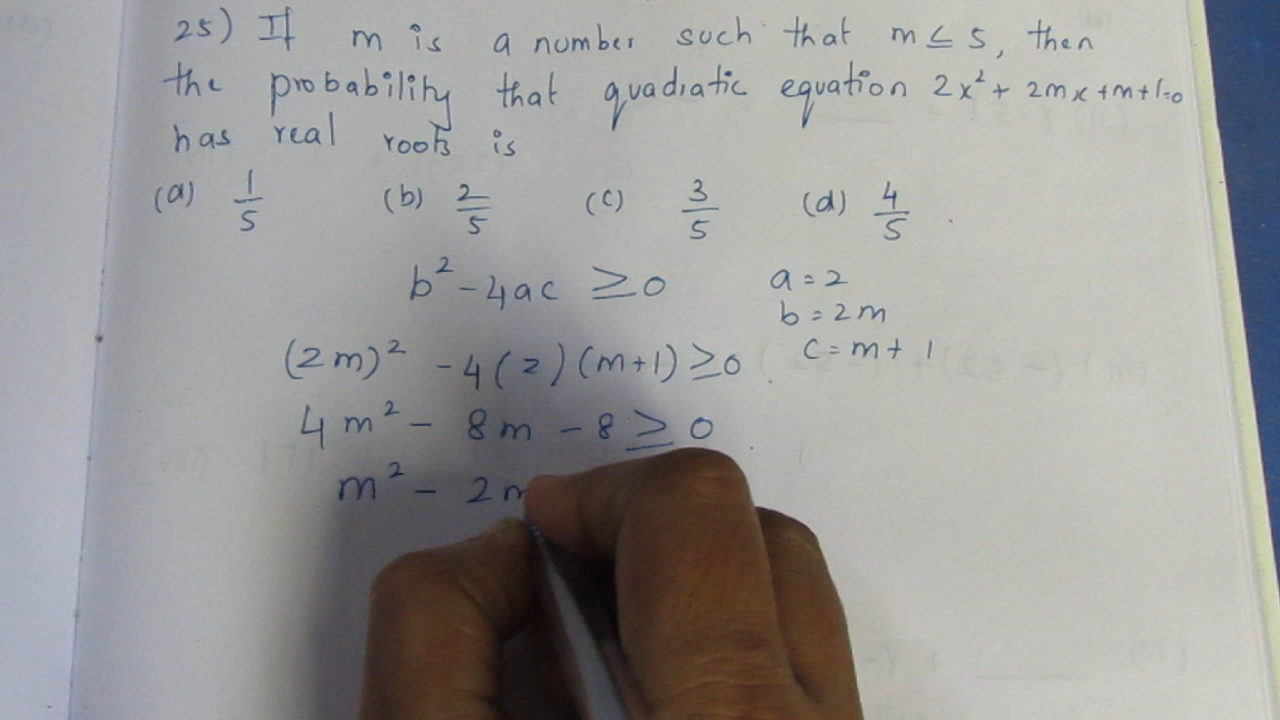 25) If m is a number such that m ≤ 5, then
the probability that quadratic equation 2x² + 2mx + m + 1 = 0
has real roots is
(a) 1/5 (b) 2/5 (c) 3/5 (d) 4/5
b² - 4ac ≥ 0 a = 2
b = 2m
(2m)² - 4(2)(m+1) ≥ 0 c = m + 1
4m² - 8m - 8 ≥ 0
m² - 2m